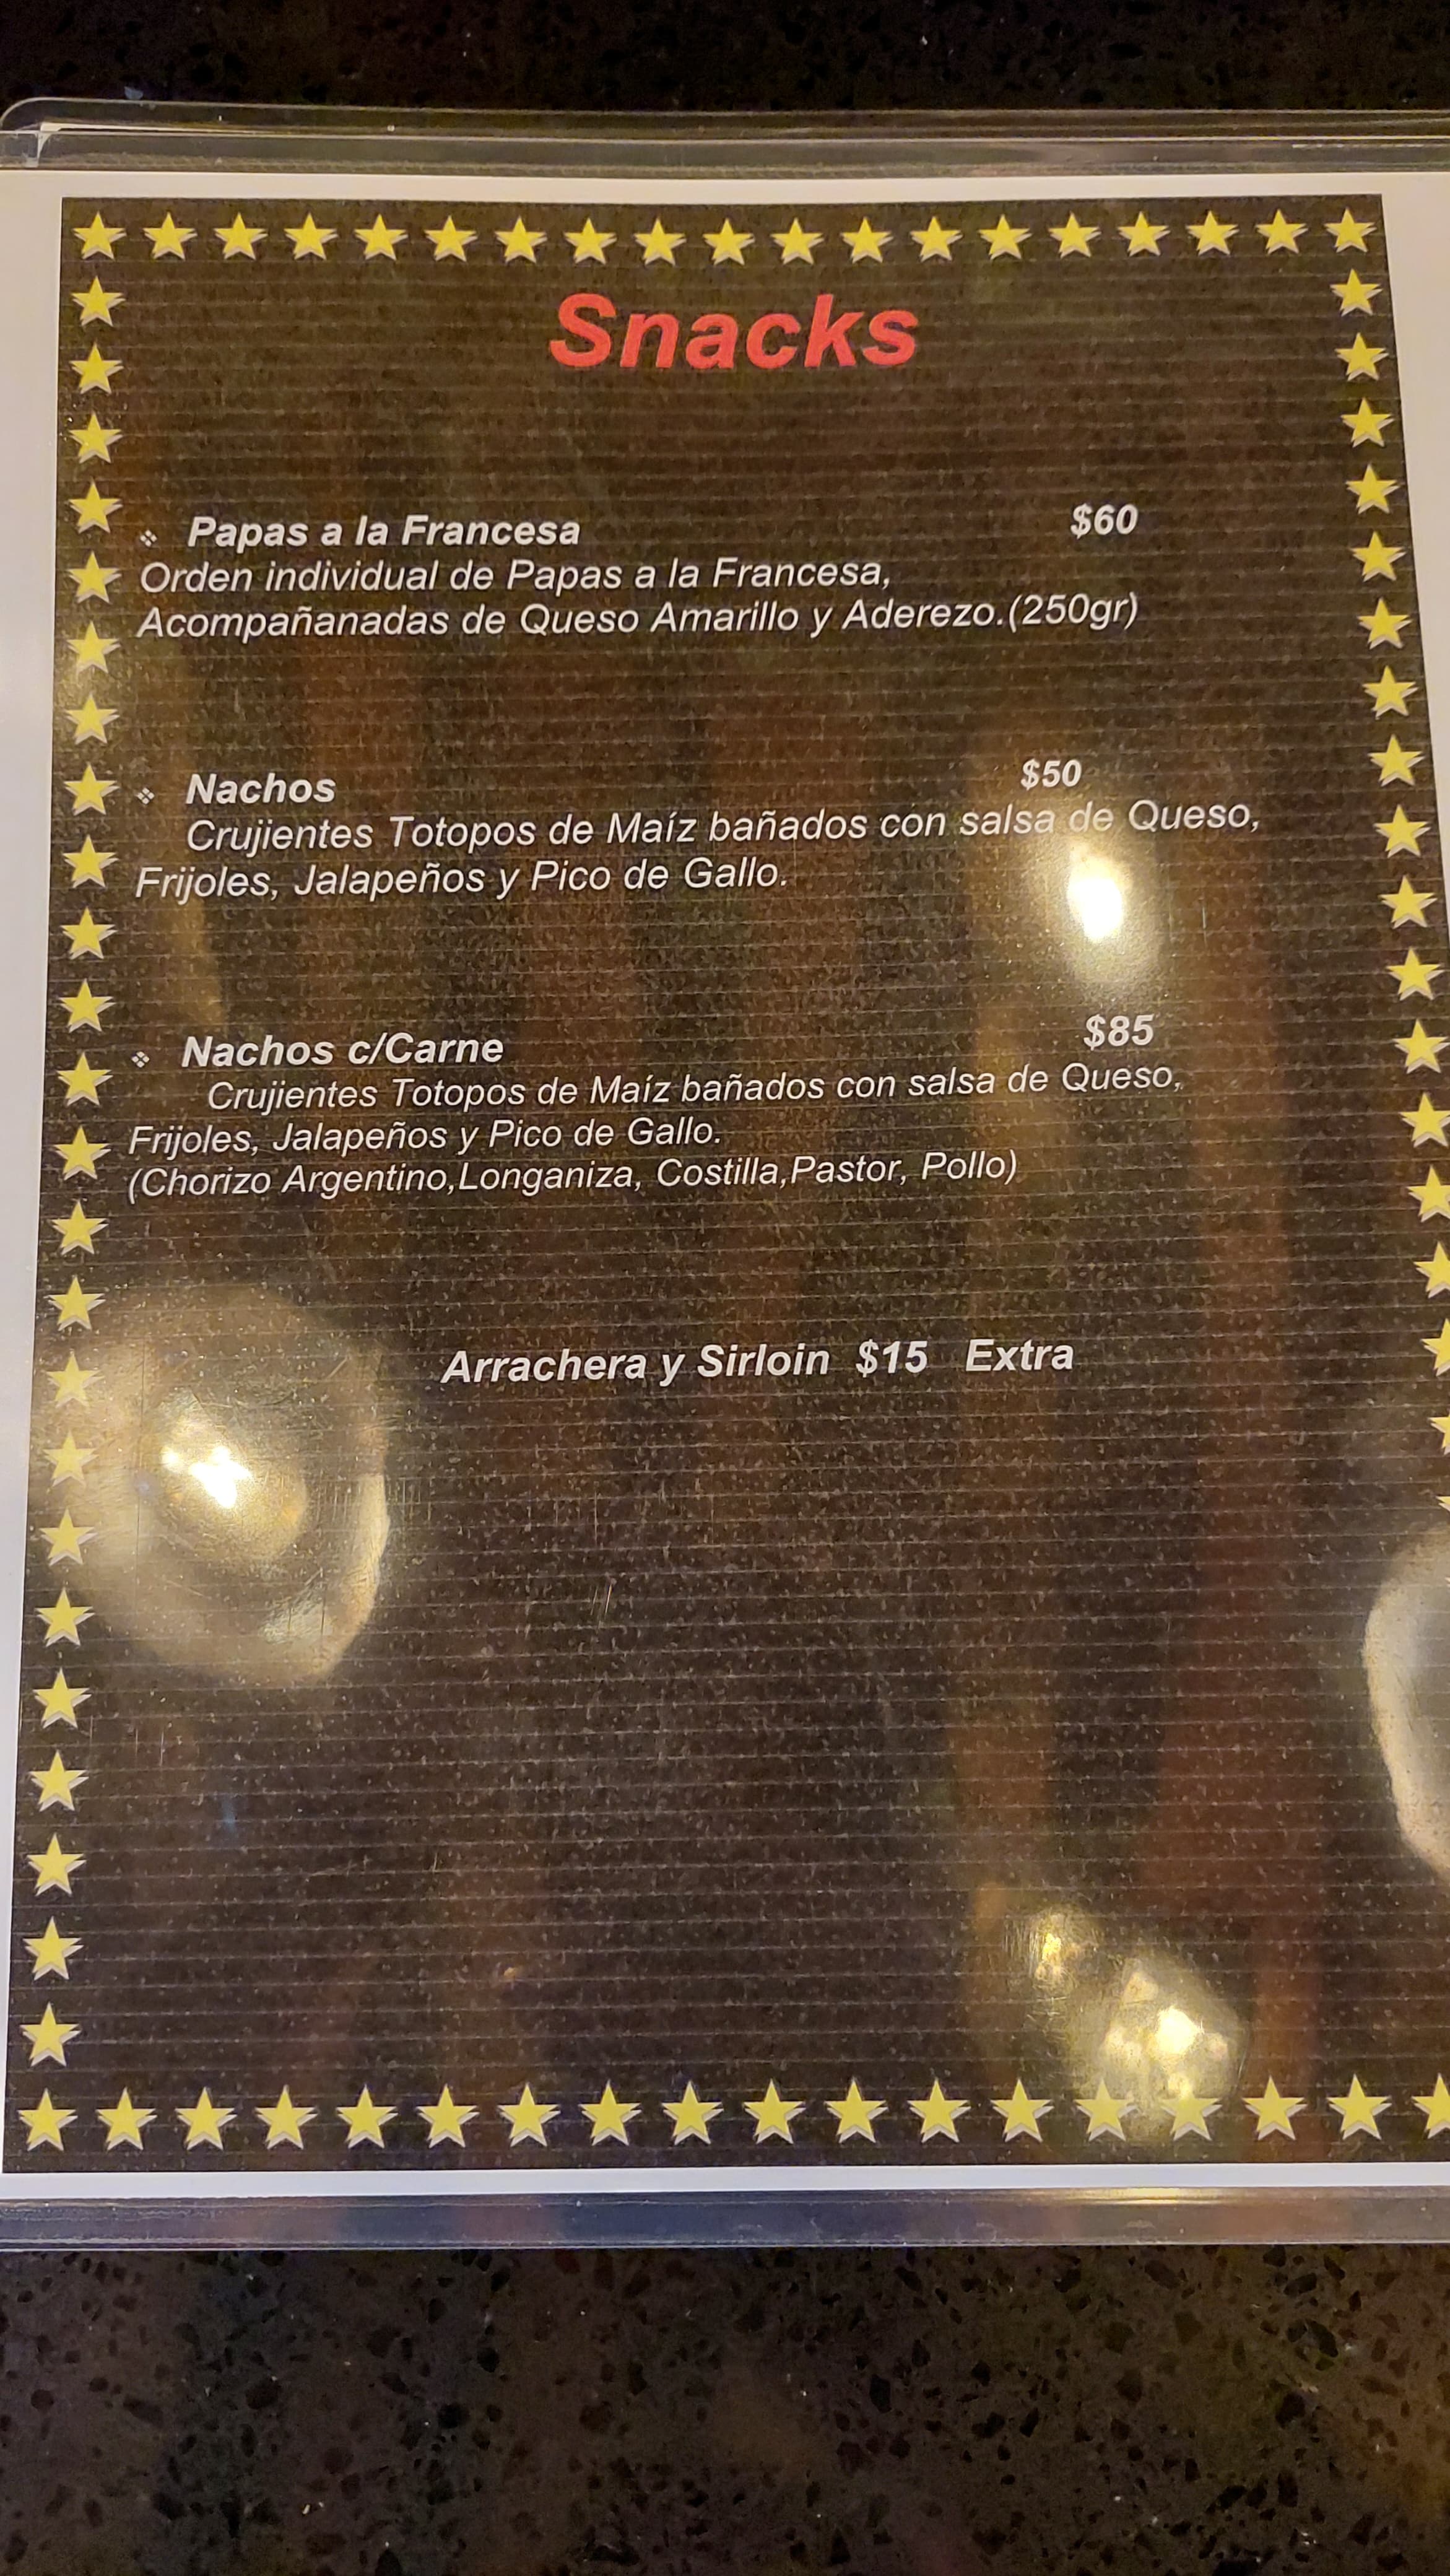 Snacks
❖ Papas a la Francesa $60
Orden individual de Papas a la Francesa,
Acompañanadas de Queso Amarillo y Aderezo.(250gr)
❖ Nachos $50
Crujientes Totopos de Maíz bañados con salsa de Queso,
Frijoles, Jalapeños y Pico de Gallo.
❖ Nachos c/Carne $85
Crujientes Totopos de Maíz bañados con salsa de Queso,
Frijoles, Jalapeños y Pico de Gallo.
(Chorizo Argentino,Longaniza, Costilla,Pastor, Pollo)
Arrachera y Sirloin $15 Extra